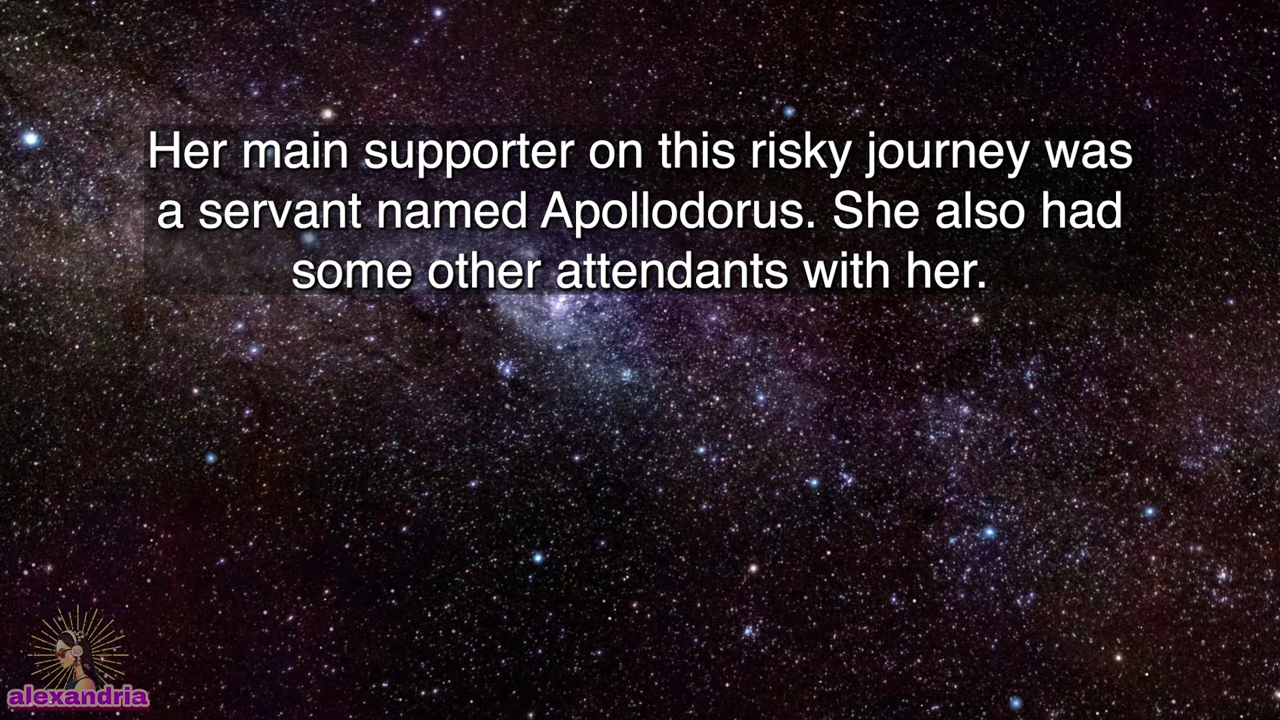 Her main supporter on this risky journey was
a servant named Apollodorus. She also had
some other attendants with her.
alexandria